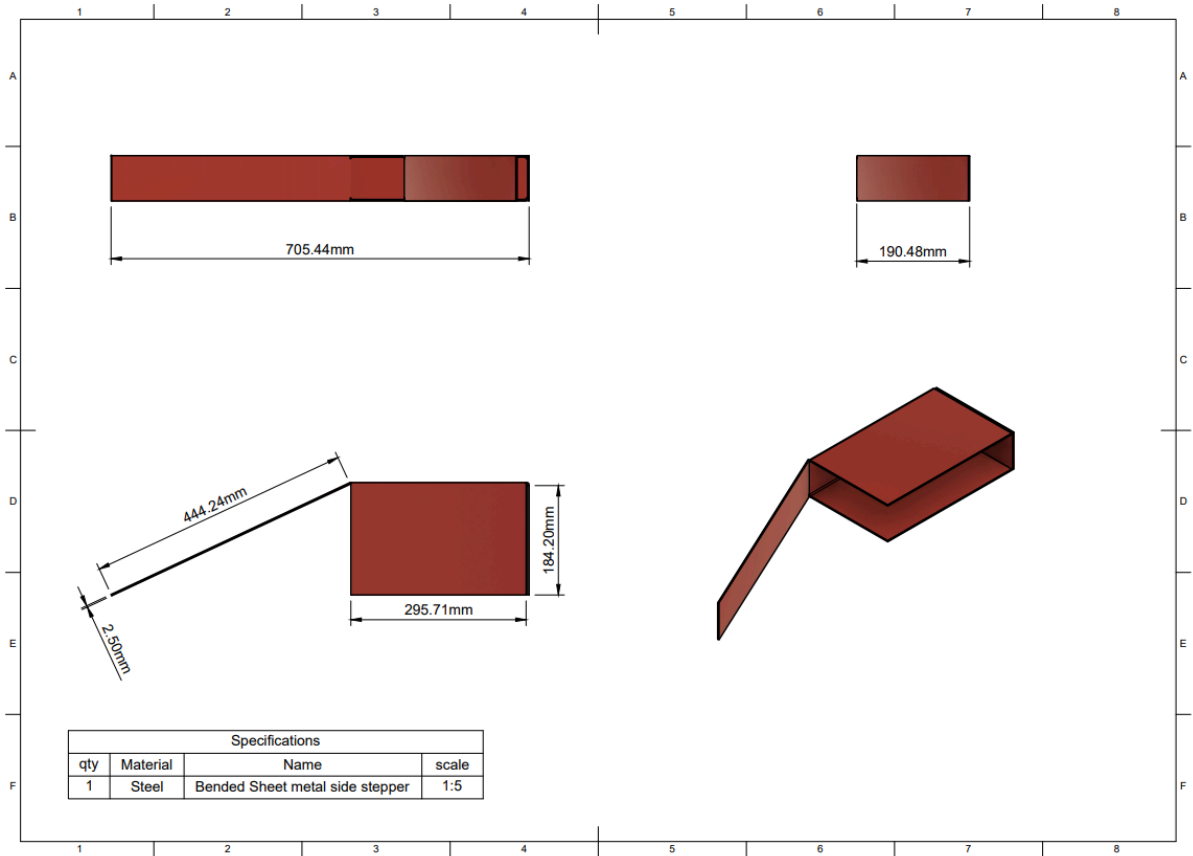 1 2 3 4 5 6 7 8
A A
705.44mm 190.48mm
B B
C C
444.24mm
D 184.20mm D
295.71mm
2.50mm
E E
Specifications
qty Material Name scale
1 Steel Bended Sheet metal side stepper 1:5
F F
1 2 3 4 5 6 7 8